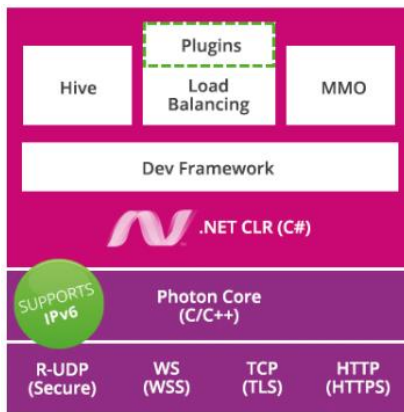 Plugins
Hive
Load
Balancing
MMO
Dev Framework
.NET CLR (C#)
SUPPORTS
IPv6
Photon Core
(C/C++)
R-UDP
(Secure)
WS
(WSS)
TCP
(TLS)
HTTP
(HTTPS)